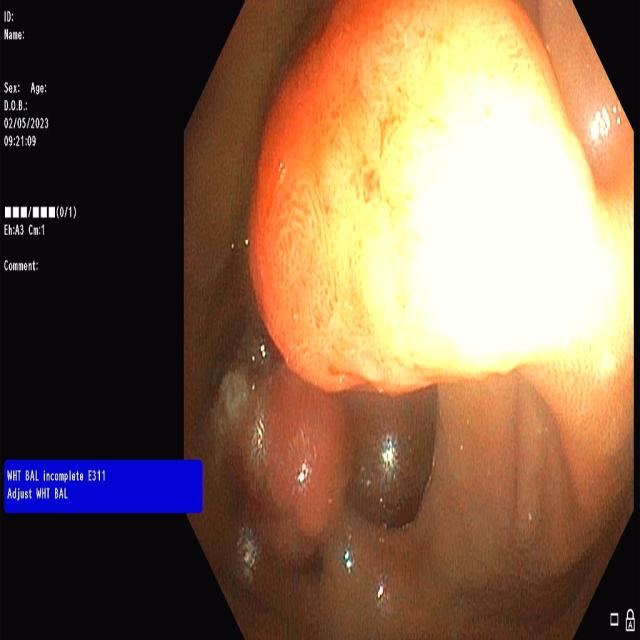 ID:
Name:
Sex: Age:
D.O.B.:
02/05/2023
09:21:09
■■■/■■■(0/1)
Eh:A3 Cm:1
Comment:
WHT BAL incomplete E311
Adjust WHT BAL
A